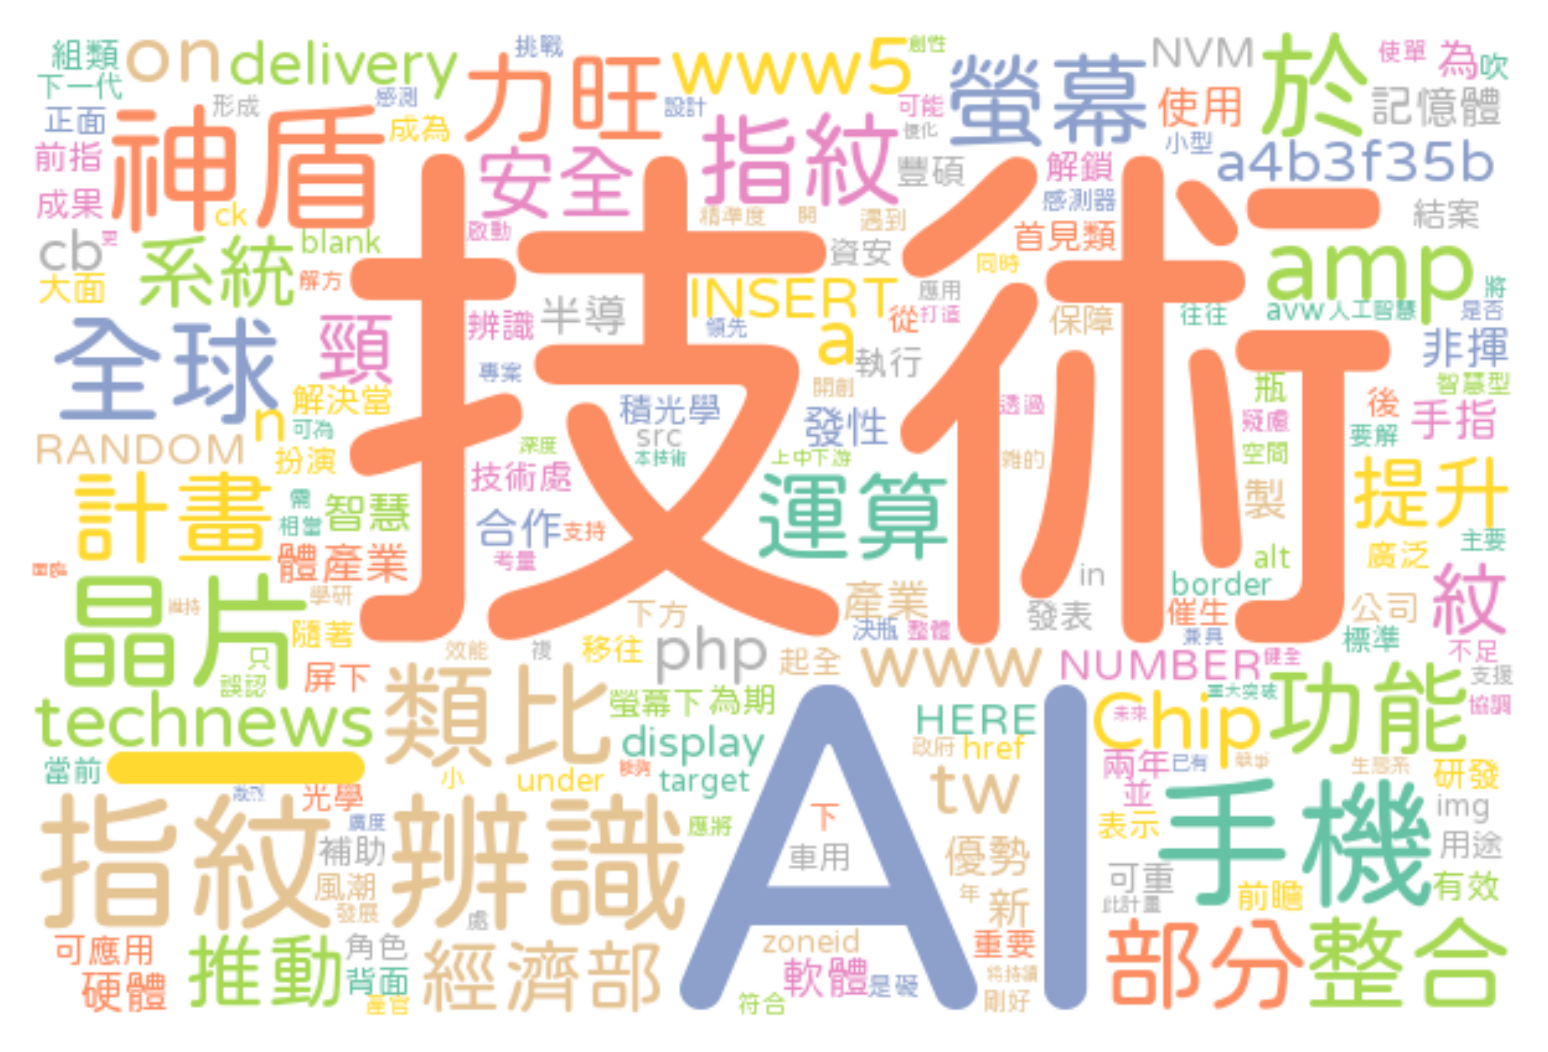 組類
on
delivery
挑戰
力旺
www5
創性
螢幕
NVM
於
使單
為
吹
下一代
形成
感測
設計
可能
使用
記憶體
正面
神盾
成為
安全
指紋
優化
豐碩
解鎖
小型
a4b3f35b
前指
成果
ck
技術
精準度
開
遇到
感測器
結案
cb
更
系統
blank
啟動
資安
首見類
amp
大面
解方
INSERT
應用
同時
將
全球
頸
辨識
半導
領先
a
從
打造
保障
往往
avw
人工智慧
是否
非揮
專案
執行
開創
智慧型
解決當
n
可為
積光學
src
發性
透過
瓶
疑慮
後
手指
RANDOM
扮演
深度
本技術
上中下游
雜的
空間
要解
計畫
需
相當
智慧
技術處
合作
支持
運算
製
提升
體產業
考量
in
alt
廣泛
主要
晶片
維持
學研
下方
產業
發表
border
催生
公司
紋
隨著
只
誤認
效能
複
移往
php
決瓶
整體
兼具
標準
不足
屏下
類比
起全
www
NUMBER
健全
支援
technews
螢幕下
為期
AI
HERE
Chip
未來
重大突破
功能
協調
當前
display
政府
href
兩年
已有
競爭
生態系
研發
小
under
能夠
target
tw
並
手機
img
指紋
光學
廣度
辨識
應將
下
表示
用途
補助
車用
優勢
可重
有效
風潮
發展
處
年
新
此計畫
前瞻
可應用
推動
角色
經濟部
zoneid
重要
部分
整合
硬體
背面
產官
軟體
是礙
將持續
符合
剛好